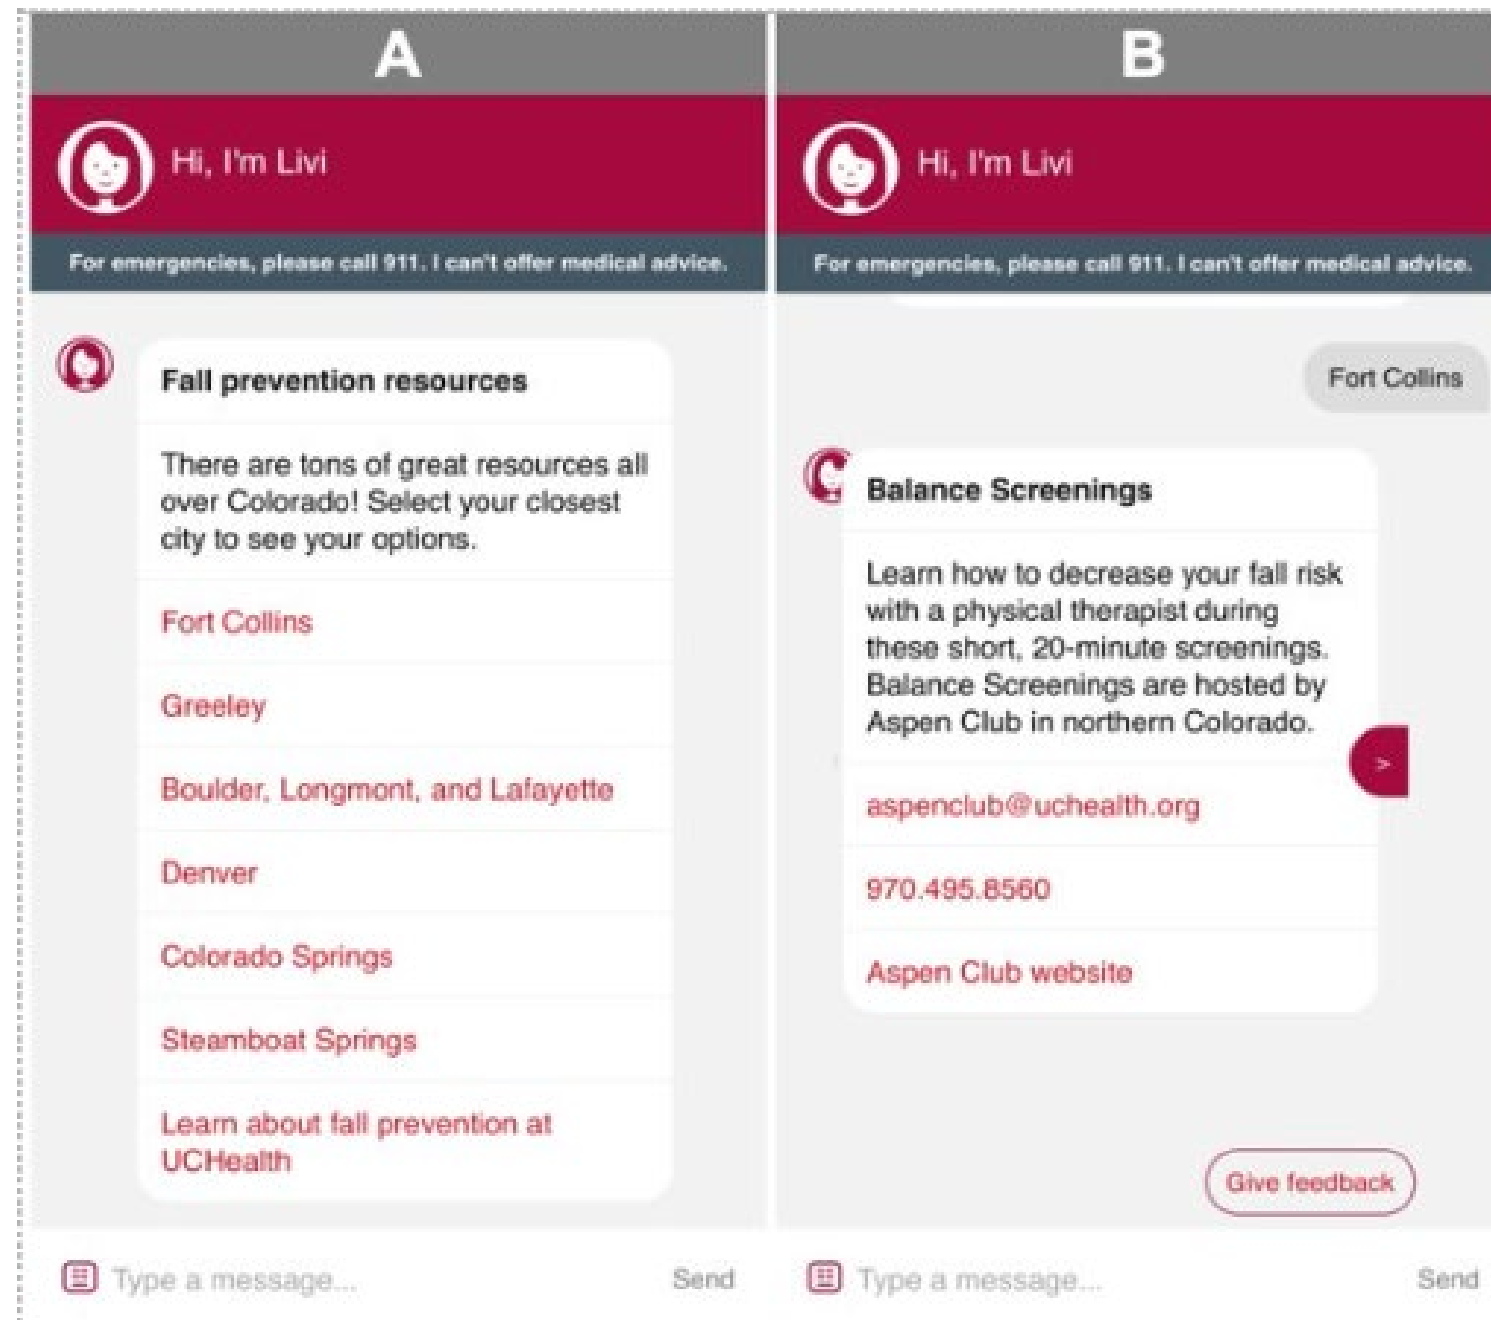 A
Hi, I'm Livi
For emergencies, please call 911. I can't offer medical advice.
Fall prevention resources
There are tons of great resources all
over Colorado! Select your closest
city to see your options.
Fort Collins
Greeley
Boulder, Longmont, and Lafayette
Denver
Colorado Springs
Steamboat Springs
Learn about fall prevention at
UCHealth
Type a message...
Send
B
Hi, I'm Livi
For emergencies, please call 911. I can't offer medical advice.
Fort Collins
Balance Screenings
Learn how to decrease your fall risk
with a physical therapist during
these short, 20-minute screenings.
Balance Screenings are hosted by
Aspen Club in northern Colorado.
>
aspenclub@uchealth.org
970.495.8560
Aspen Club website
Give feedback
Type a message...
Send